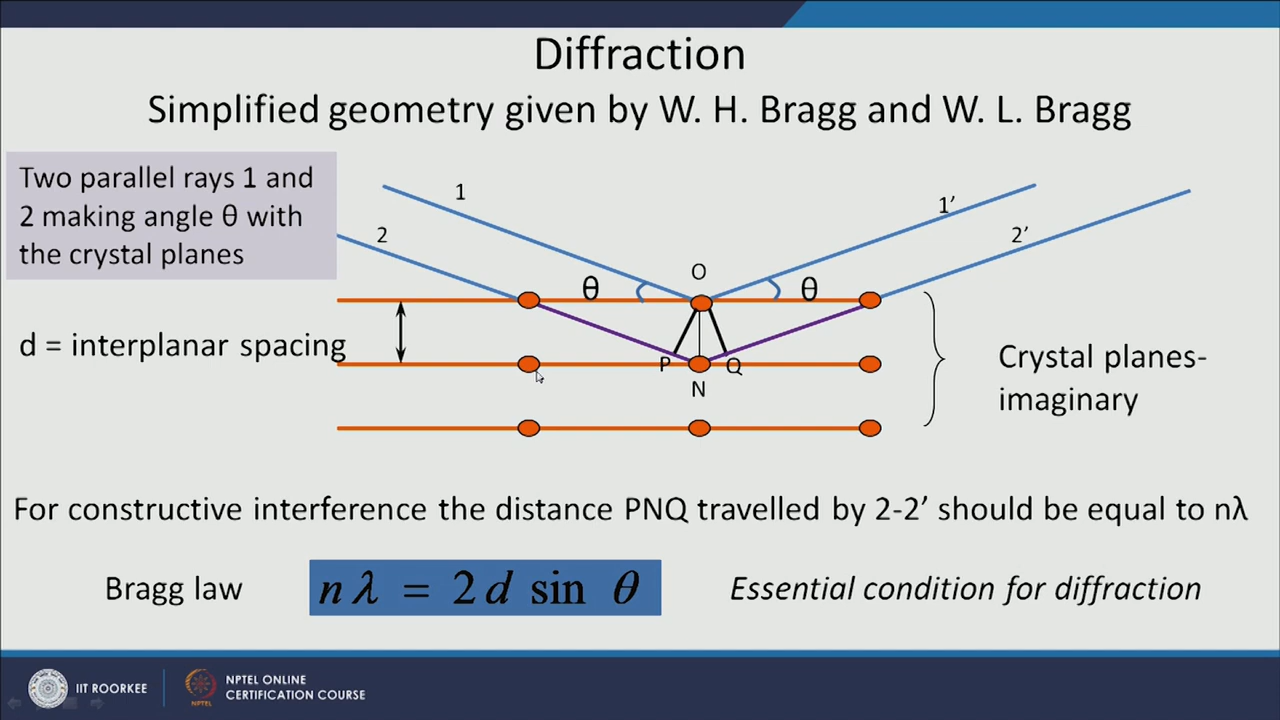 Diffraction
Simplified geometry given by W. H. Bragg and W. L. Bragg
Two parallel rays 1 and
2 making angle θ with
the crystal planes
1
2
1’
2’
O
θ
θ
d = interplanar spacing
P
Q
N
Crystal planes-
imaginary
For constructive interference the distance PNQ travelled by 2-2’ should be equal to nλ
Bragg law
n λ = 2 d sin θ
Essential condition for diffraction
IIT ROORKEE
NPTEL
NPTEL ONLINE
CERTIFICATION COURSE